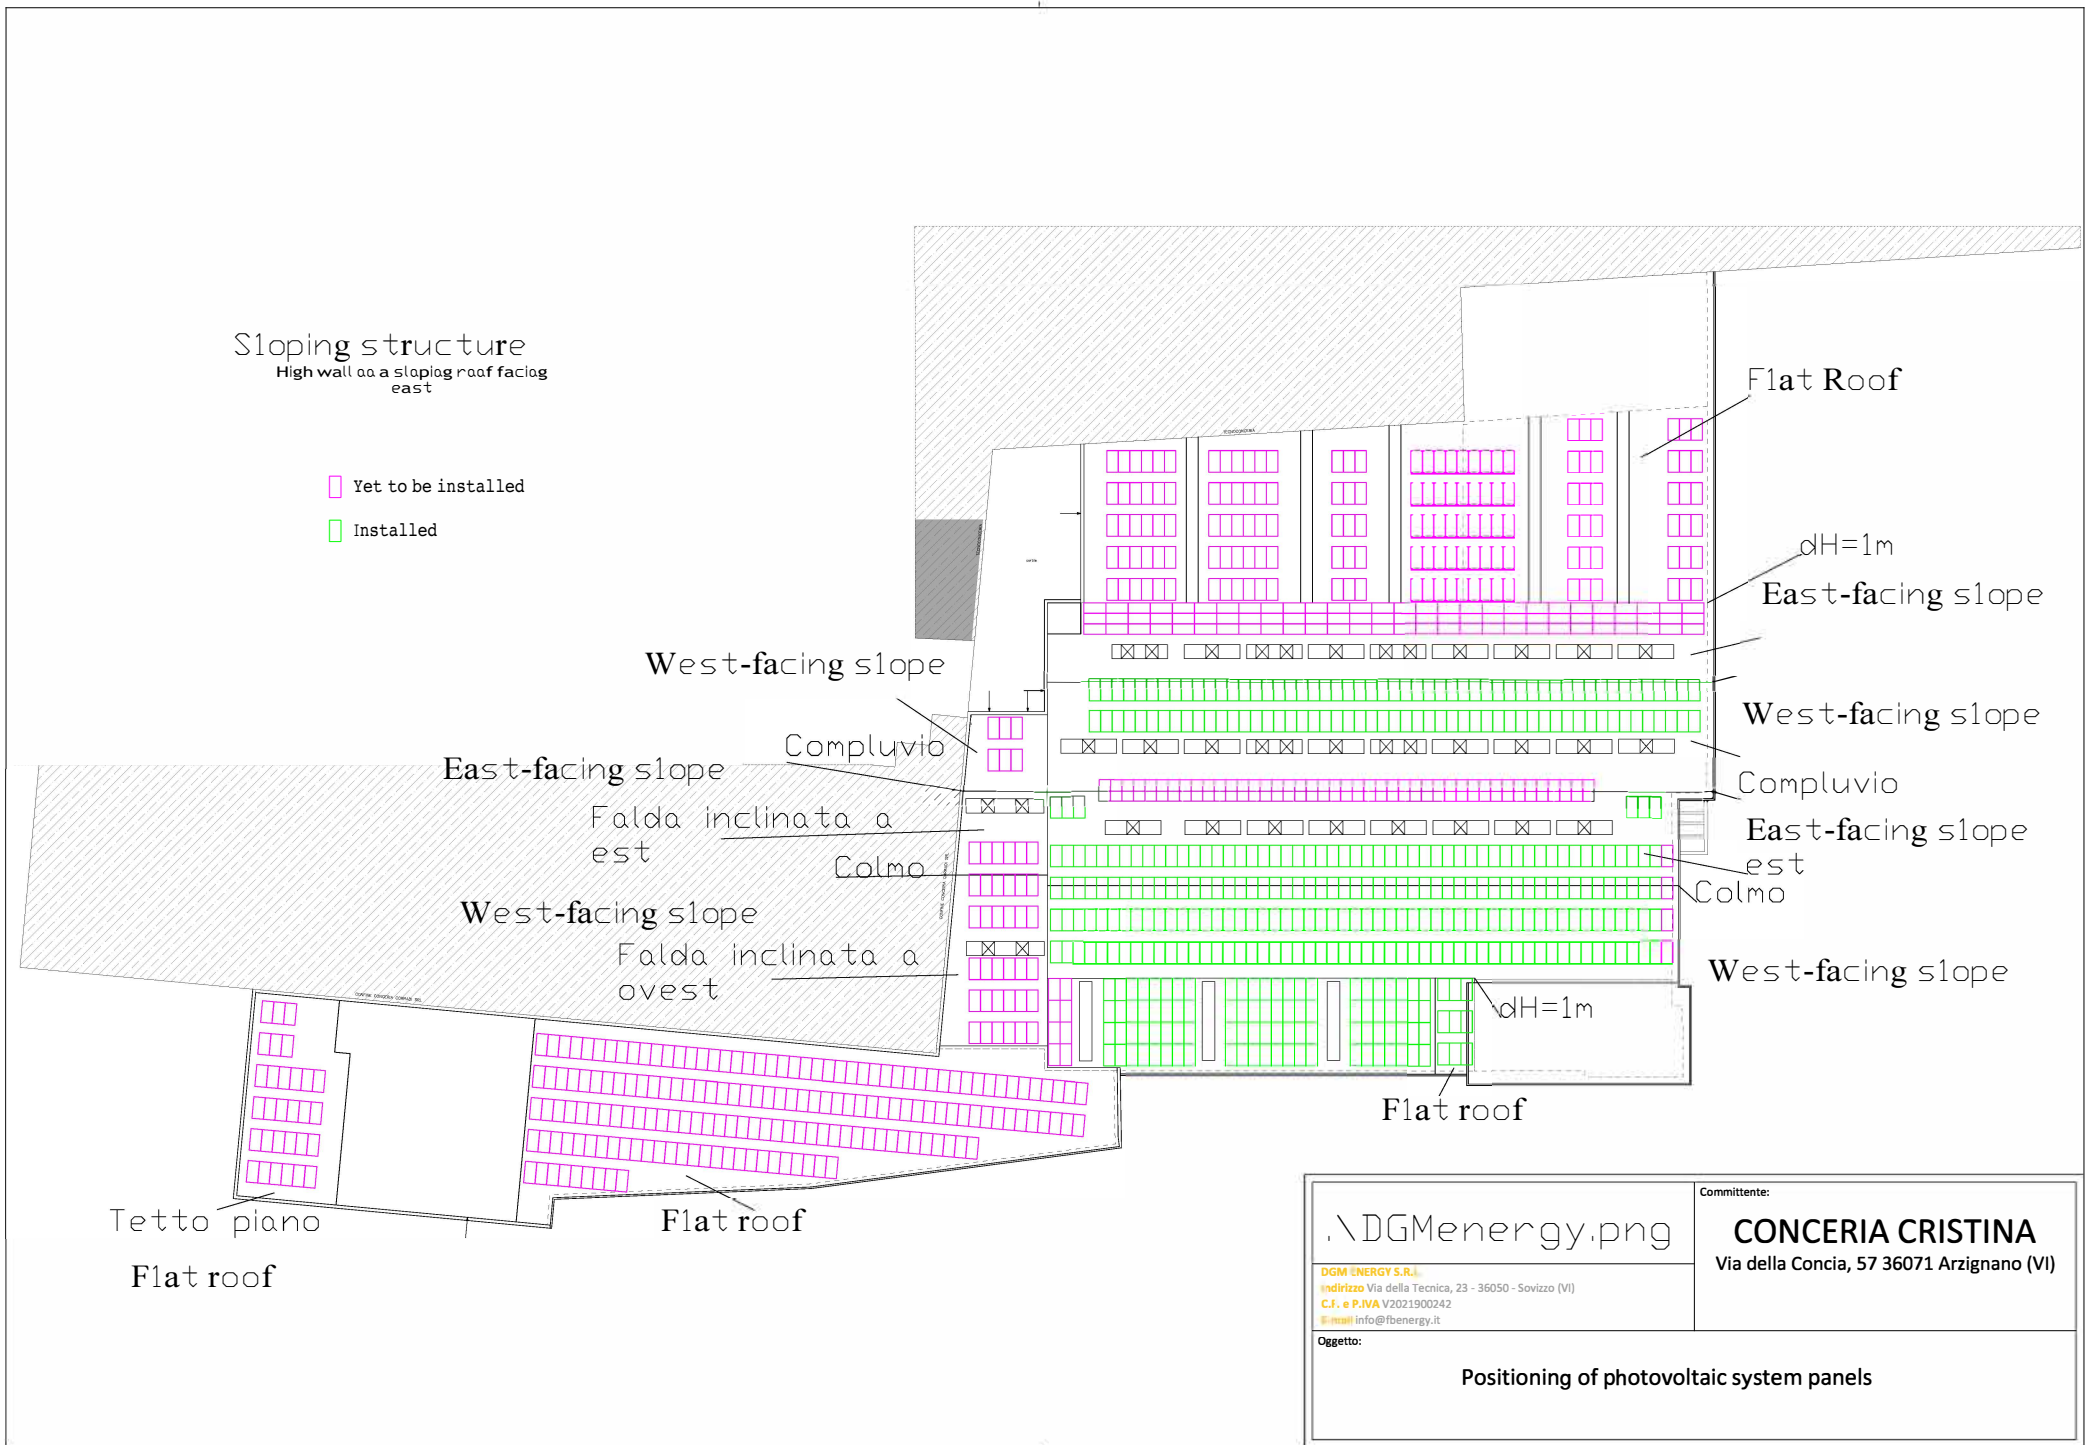 Sloping structure
High wall aa a slapiag raaf faciag
east
Yet to be installed
Installed
Flat Roof
dH=1m
East-facing slope
West-facing slope
West-facing slope
Compluvio
East-facing slope
Compluvio
Falda inclinata a
est
East-facing slope
est
Colmo
Colmo
West-facing slope
Falda inclinata a
ovest
West-facing slope
dH=1m
Flat roof
Tetto piano
Flat roof
Flat roof
.\DGMenergy.png
DGM ENERGY S.R.L.
Indirizzo Via della Tecnica, 23 - 36050 - Sovizzo (VI)
C.F. e P.IVA V2021900242
E-mail info@fbenergy.it
Committente:
CONCERIA CRISTINA
Via della Concia, 57 36071 Arzignano (VI)
Oggetto:
Positioning of photovoltaic system panels